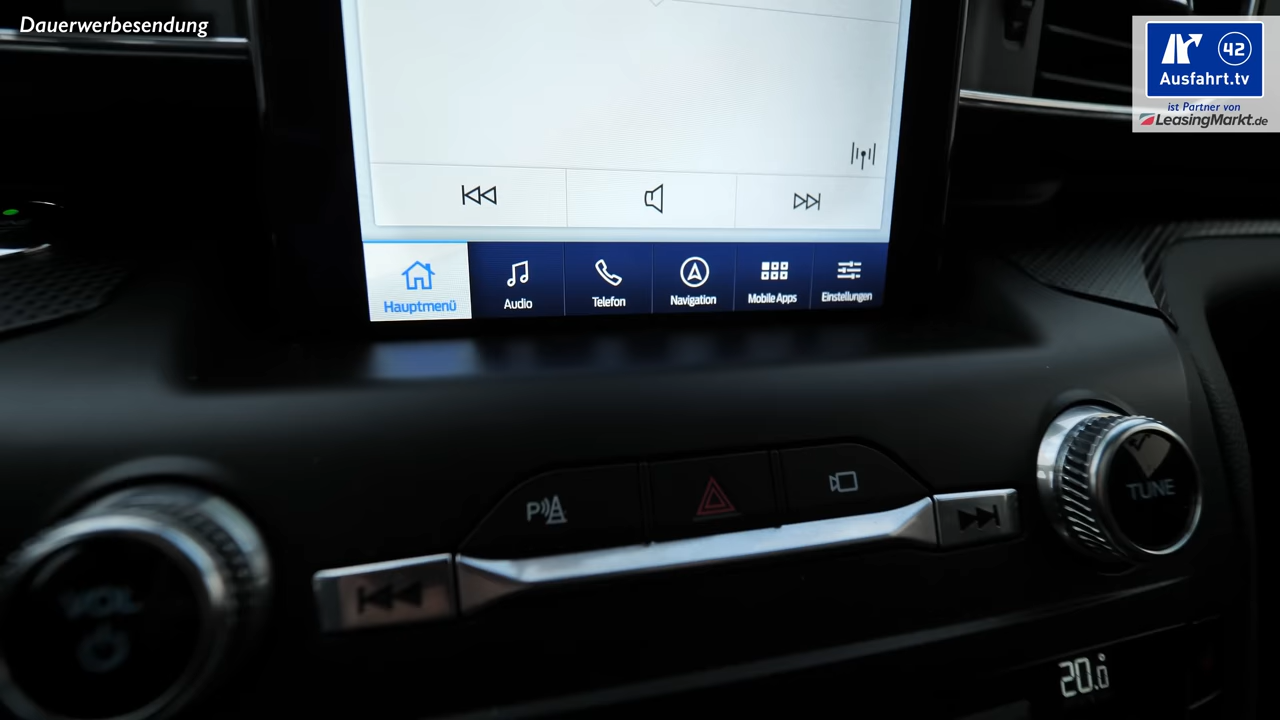 Dauerwerbesendung
42
Ausfahrt.tv
ist Partner von
LeasingMarkt.de
Hauptmenü
Audio
Telefon
Navigation
Mobile Apps
Einstellungen
P
TUNE
VOL
20.0